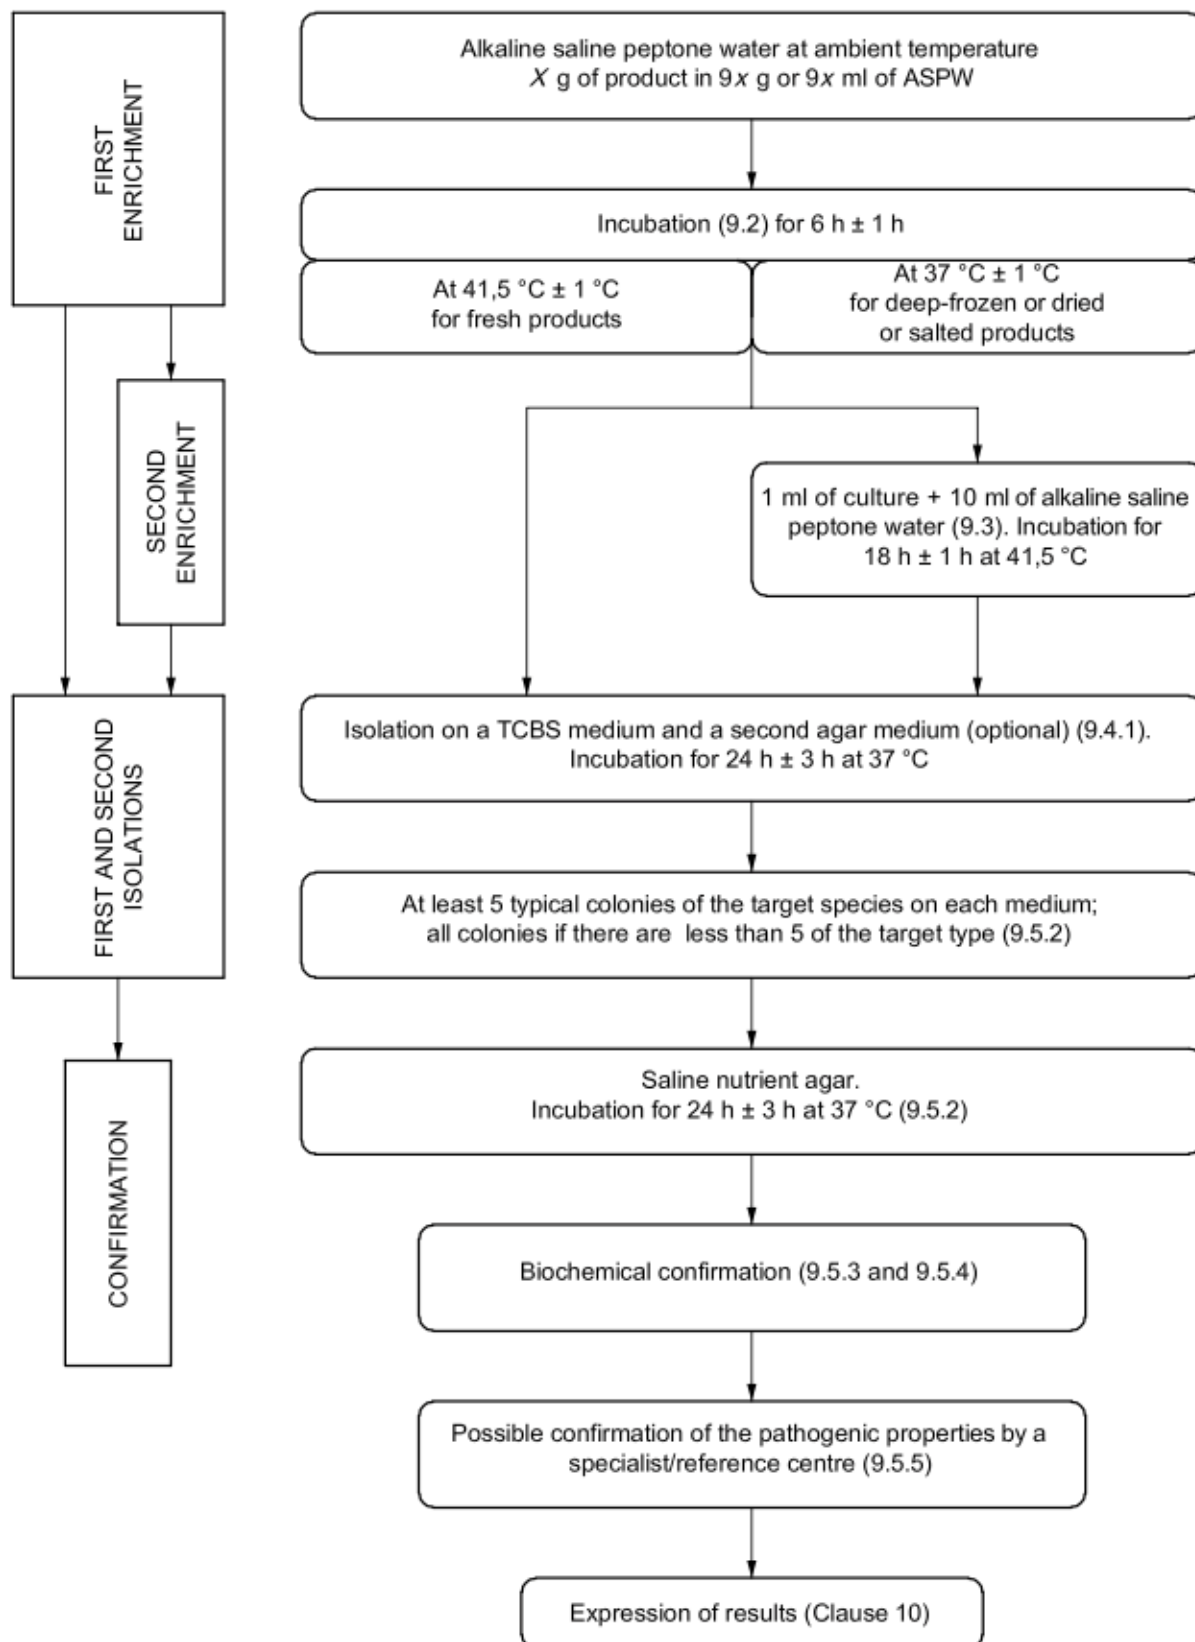 FIRST
ENRICHMENT
Alkaline saline peptone water at ambient temperature
X g of product in 9x g or 9x ml of ASPW
Incubation (9.2) for 6 h ± 1 h
At 41,5 °C ± 1 °C
for fresh products
At 37 °C ± 1 °C
for deep-frozen or dried
or salted products
SECOND
ENRICHMENT
1 ml of culture + 10 ml of alkaline saline
peptone water (9.3). Incubation for
18 h ± 1 h at 41,5 °C
FIRST AND SECOND
ISOLATIONS
Isolation on a TCBS medium and a second agar medium (optional) (9.4.1).
Incubation for 24 h ± 3 h at 37 °C
At least 5 typical colonies of the target species on each medium;
all colonies if there are less than 5 of the target type (9.5.2)
CONFIRMATION
Saline nutrient agar.
Incubation for 24 h ± 3 h at 37 °C (9.5.2)
Biochemical confirmation (9.5.3 and 9.5.4)
Possible confirmation of the pathogenic properties by a
specialist/reference centre (9.5.5)
Expression of results (Clause 10)